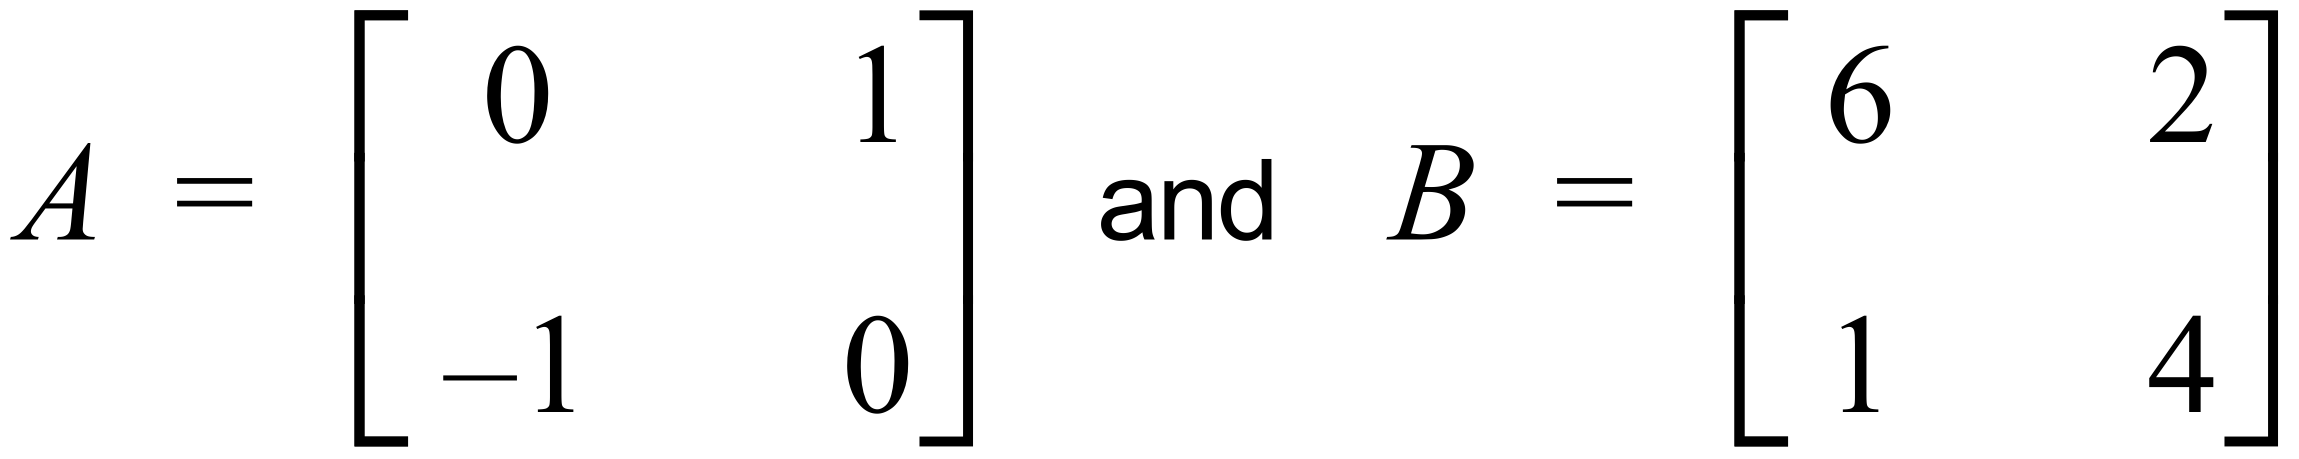 A = [ 0 1 −1 0 ] and B = [ 6 2 1 4 ]